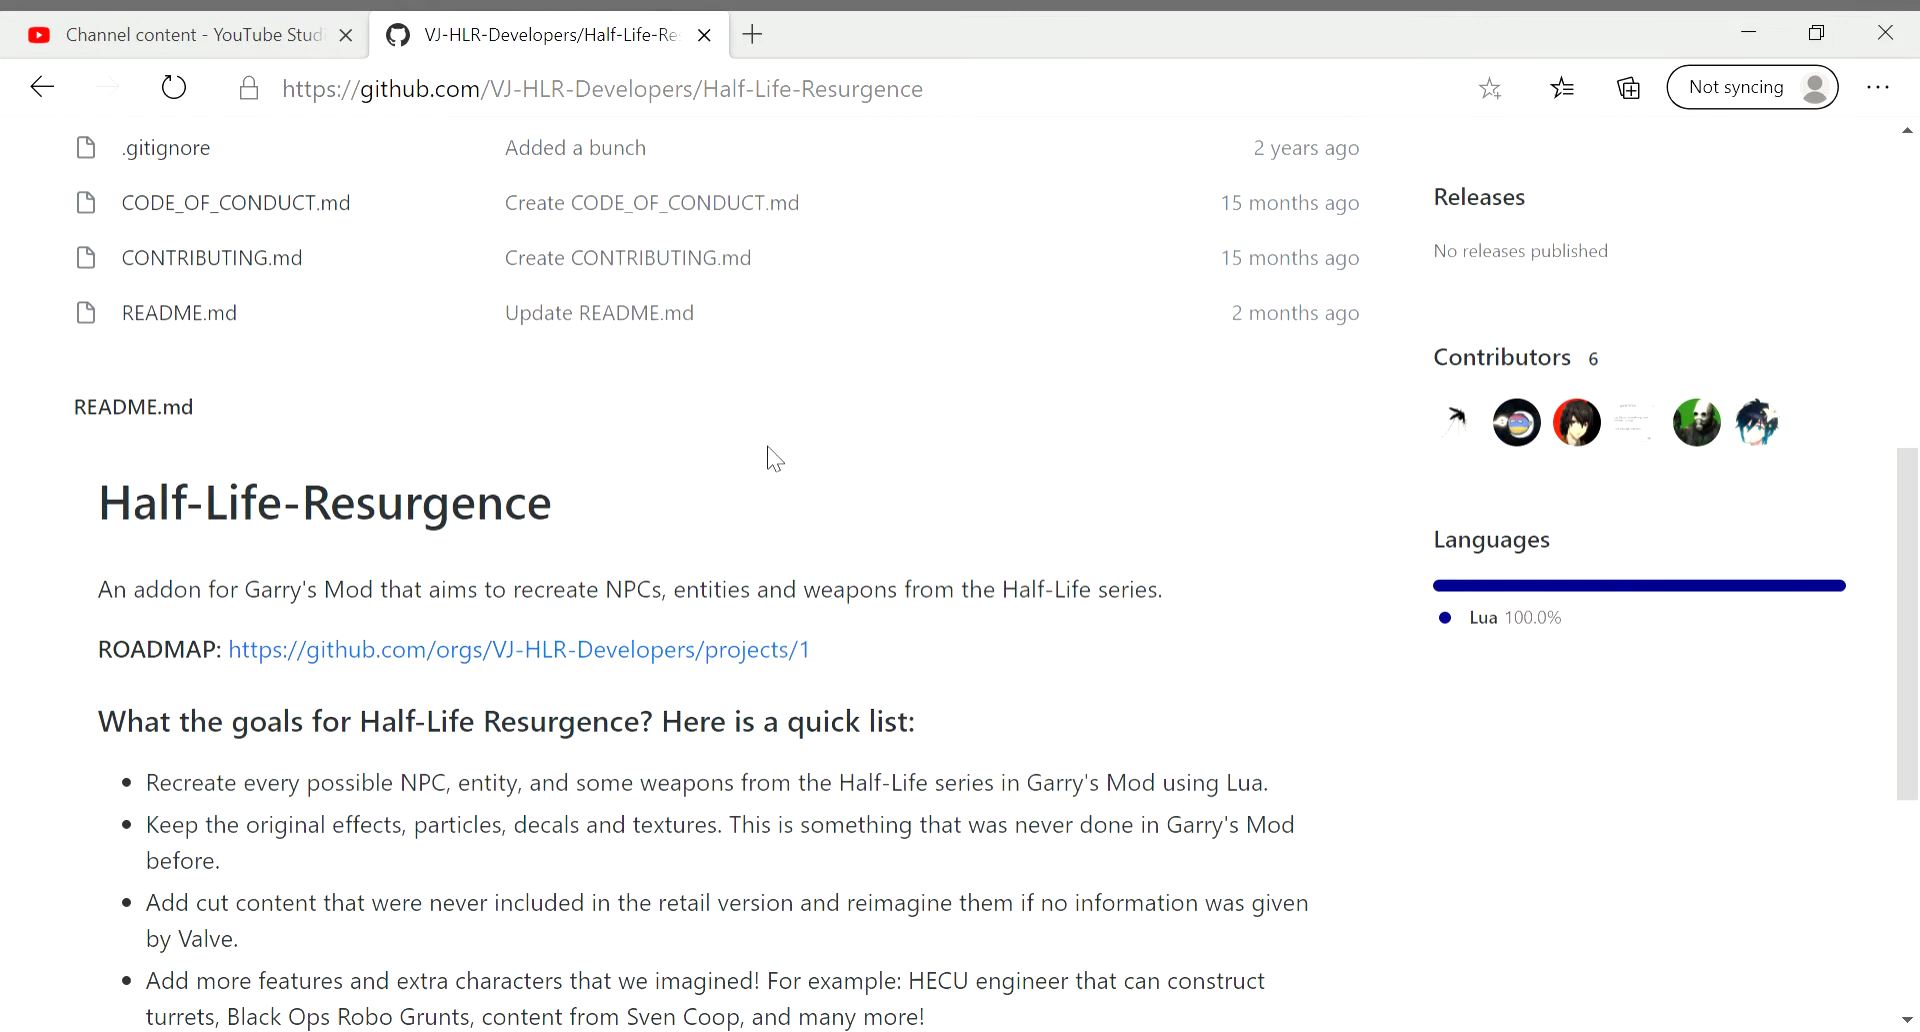 Channel content - YouTube Studi
VJ-HLR-Developers/Half-Life-Re
https://github.com/VJ-HLR-Developers/Half-Life-Resurgence
Not syncing
.gitignore Added a bunch 2 years ago
CODE_OF_CONDUCT.md Create CODE_OF_CONDUCT.md 15 months ago
CONTRIBUTING.md Create CONTRIBUTING.md 15 months ago
README.md Update README.md 2 months ago
README.md
Half-Life-Resurgence
An addon for Garry's Mod that aims to recreate NPCs, entities and weapons from the Half-Life series.
ROADMAP: https://github.com/orgs/VJ-HLR-Developers/projects/1
What the goals for Half-Life Resurgence? Here is a quick list:
• Recreate every possible NPC, entity, and some weapons from the Half-Life series in Garry's Mod using Lua.
• Keep the original effects, particles, decals and textures. This is something that was never done in Garry's Mod
before.
• Add cut content that were never included in the retail version and reimagine them if no information was given
by Valve.
• Add more features and extra characters that we imagined! For example: HECU engineer that can construct
turrets, Black Ops Robo Grunts, content from Sven Coop, and many more!
Releases
No releases published
Contributors 6
Languages
Lua 100.0%